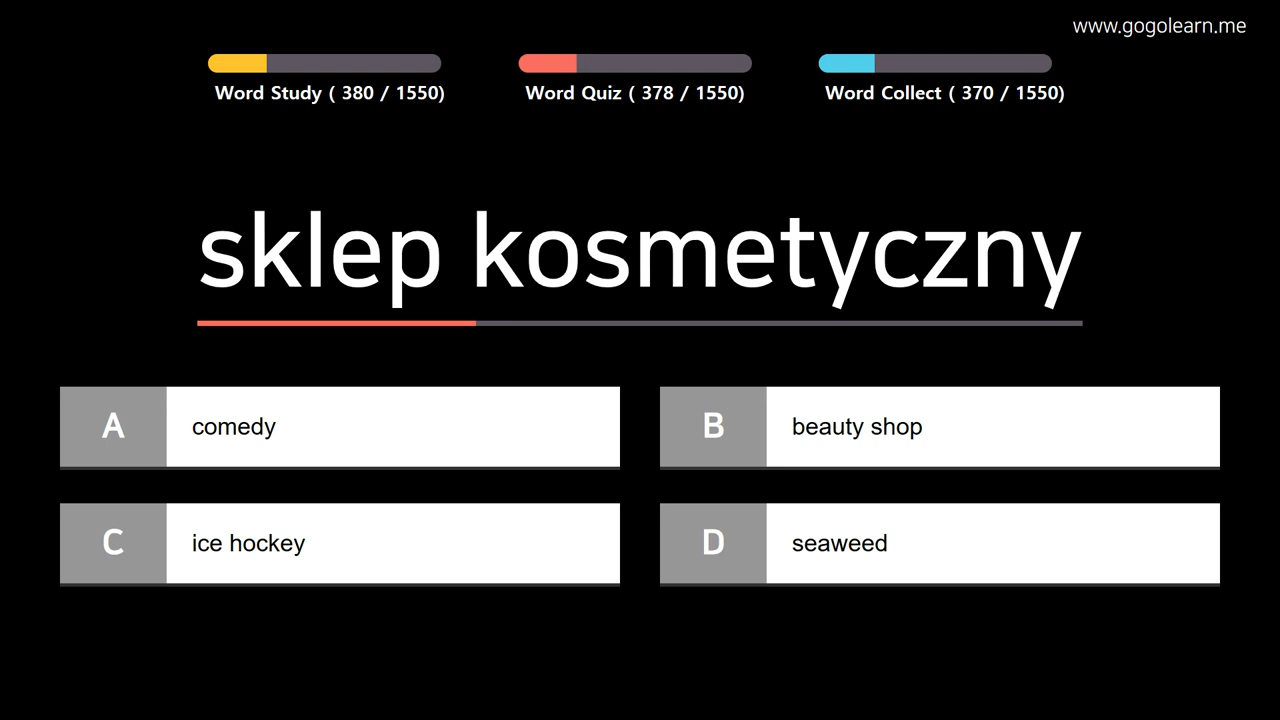 www.gogolearn.me
Word Study ( 380 / 1550)
Word Quiz ( 378 / 1550)
Word Collect ( 370 / 1550)
sklep kosmetyczny
A
comedy
B
beauty shop
C
ice hockey
D
seaweed